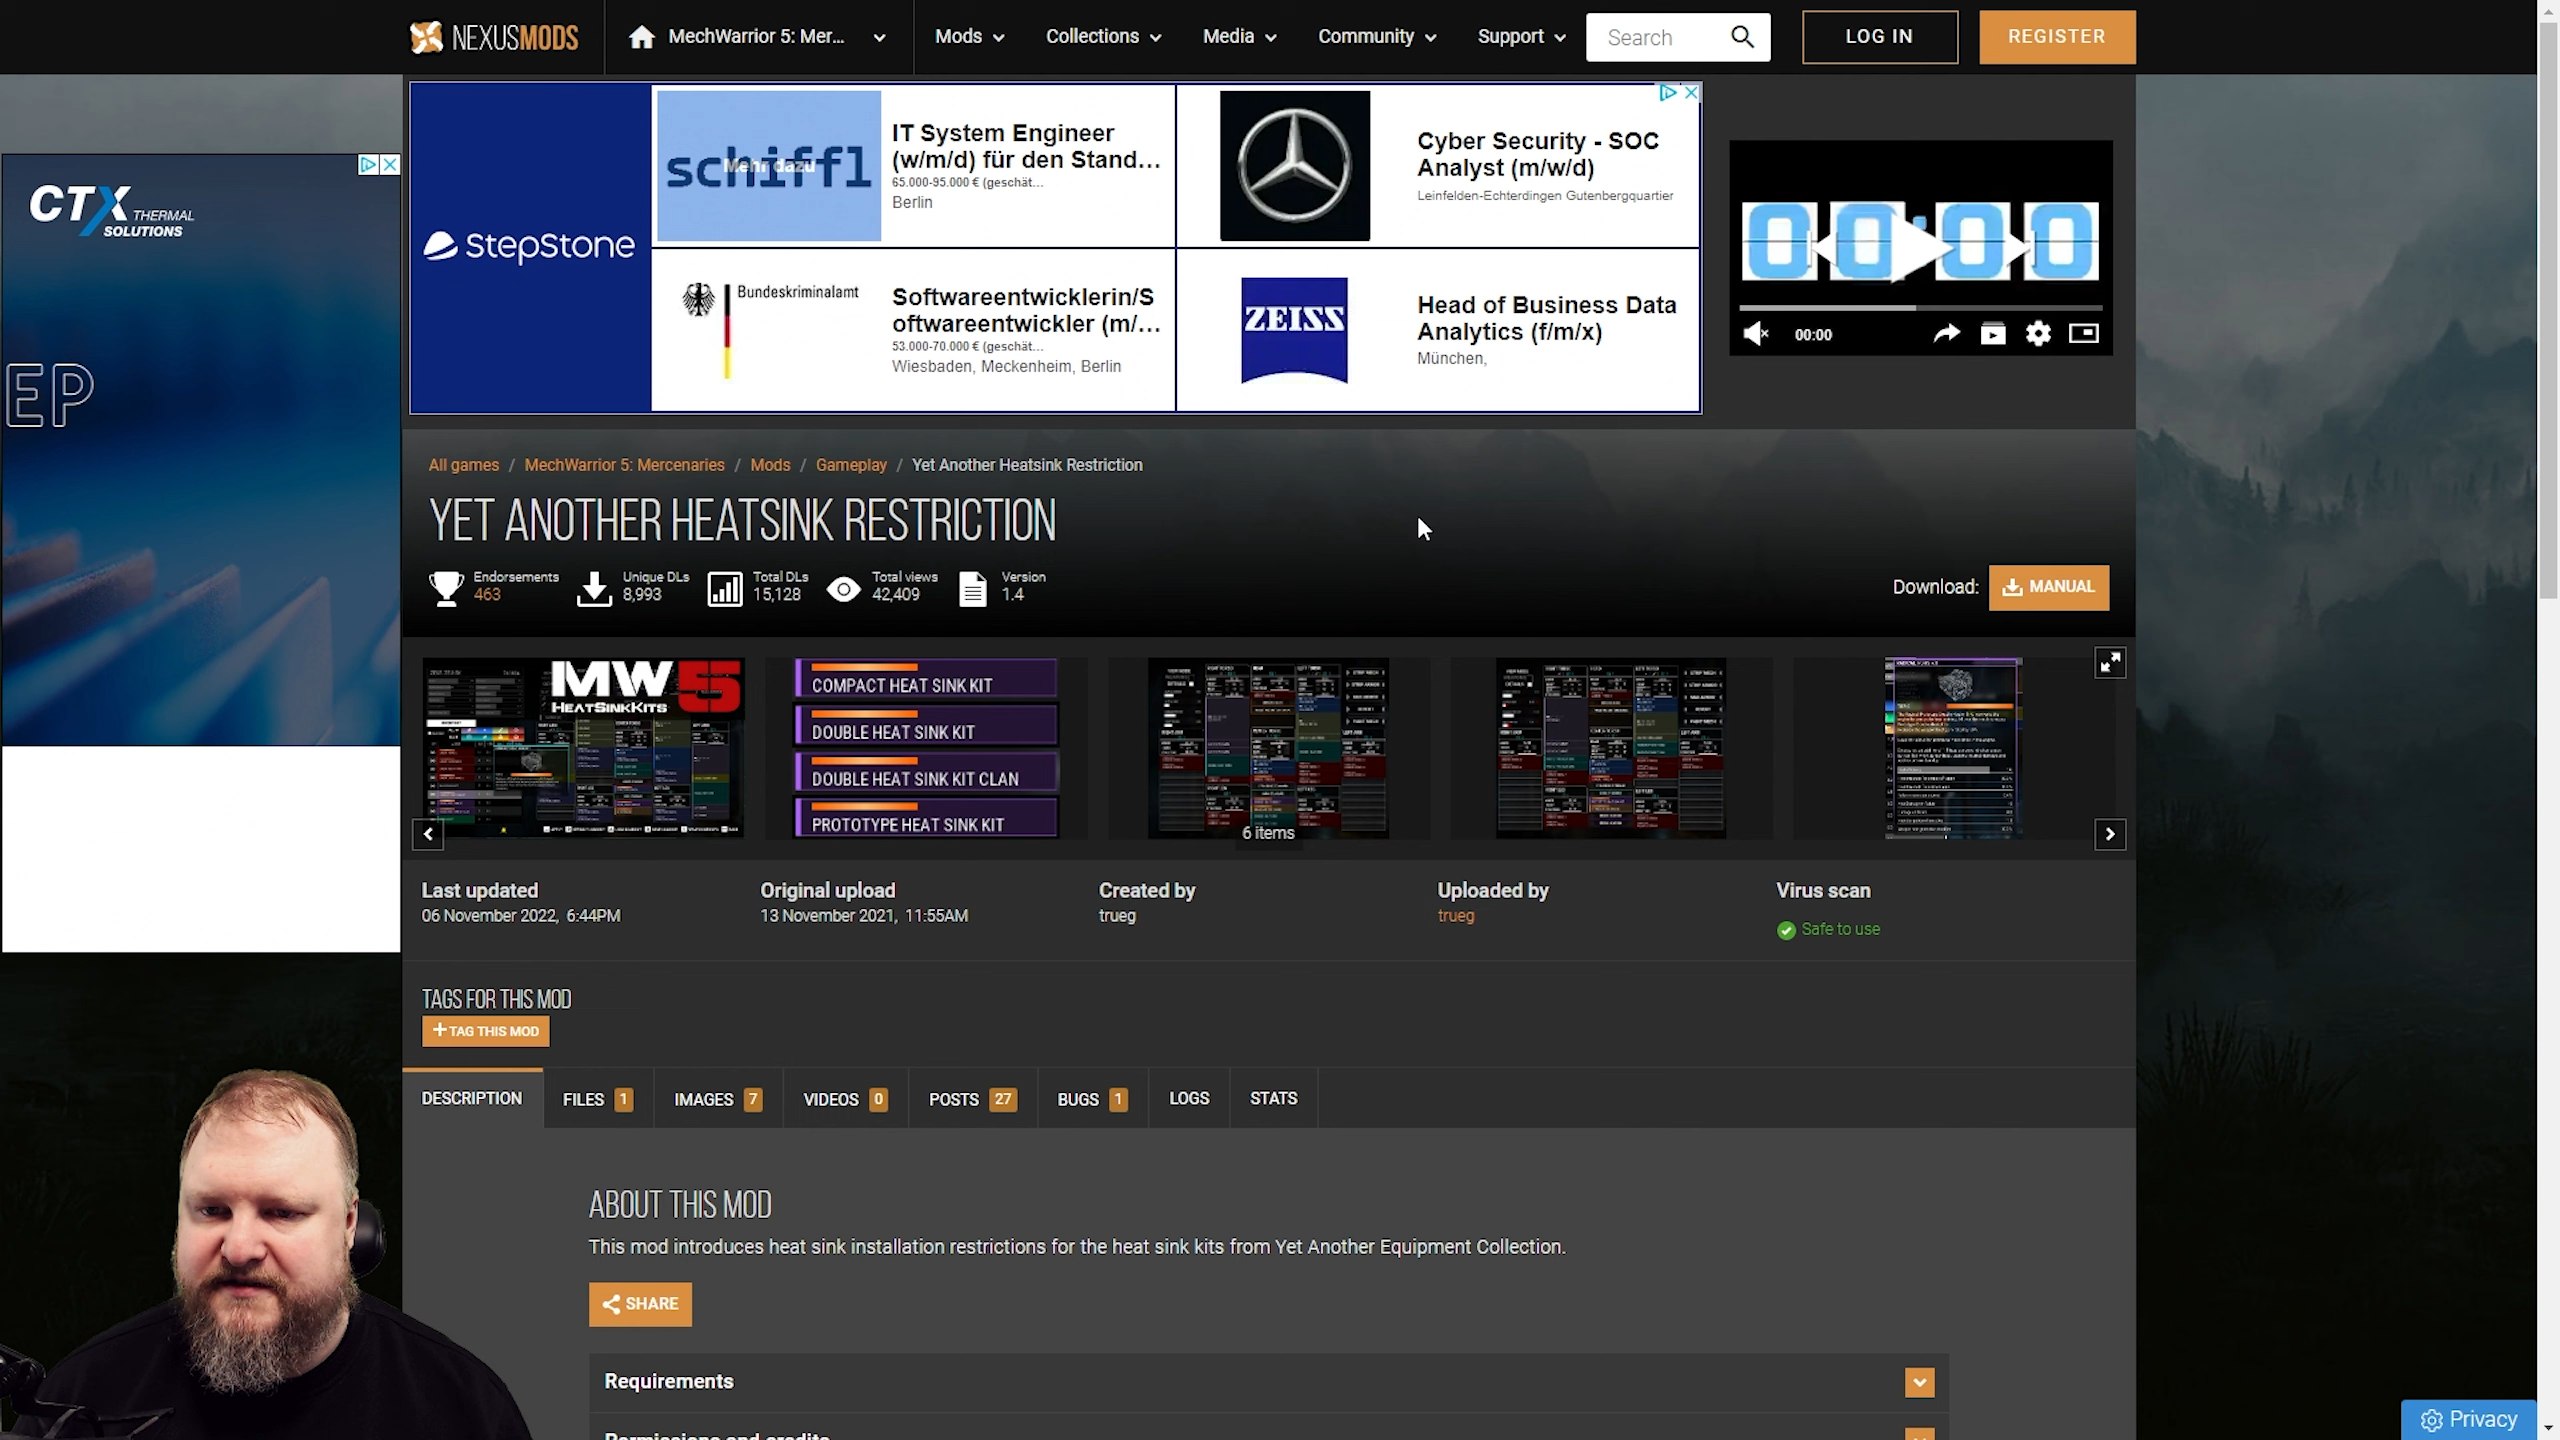 NEXUSMODS
MechWarrior 5: Mer...
Mods
Collections
Media
Community
Support
Search
LOG IN
REGISTER
CTX THERMAL
SOLUTIONS
EP
StepStone
schiffl
Mehr dazu
IT System Engineer
(w/m/d) für den Stand...
65.000-95.000 € (geschät...
Berlin
Cyber Security - SOC
Analyst (m/w/d)
Leinfelden-Echterdingen Gutenbergquartier
Bundeskriminalamt
Softwareentwicklerin/S
oftwareentwickler (m/...
53.000-70.000 € (geschät...
Wiesbaden, Meckenheim, Berlin
ZEISS
Head of Business Data
Analytics (f/m/x)
München,
00:00
00:00
All games / MechWarrior 5: Mercenaries / Mods / Gameplay / Yet Another Heatsink Restriction
YET ANOTHER HEATSINK RESTRICTION
Endorsements
463
Unique DLs
8,993
Total DLs
15,128
Total views
42,409
Version
1.4
Download:
MANUAL
MW5
HEATSINKKITS
COMPACT HEAT SINK KIT
DOUBLE HEAT SINK KIT
DOUBLE HEAT SINK KIT CLAN
PROTOTYPE HEAT SINK KIT
6 items
Last updated
06 November 2022, 6:44PM
Original upload
13 November 2021, 11:55AM
Created by
trueg
Uploaded by
trueg
Virus scan
Safe to use
TAGS FOR THIS MOD
+ TAG THIS MOD
DESCRIPTION
FILES 1
IMAGES 7
VIDEOS 0
POSTS 27
BUGS 1
LOGS
STATS
ABOUT THIS MOD
This mod introduces heat sink installation restrictions for the heat sink kits from Yet Another Equipment Collection.
SHARE
Requirements
Permissions and credits
Privacy